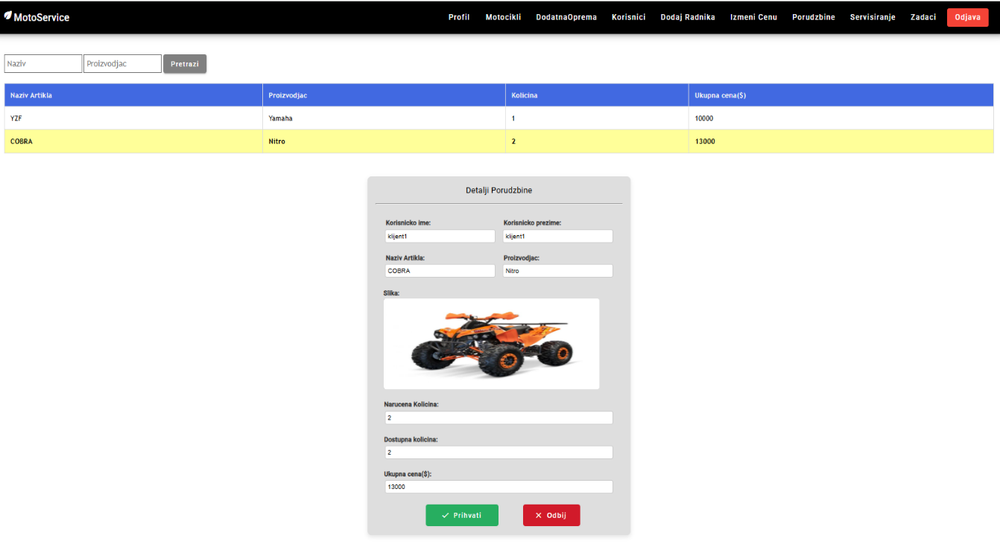 MotoService Profil Motocikli DodatnaOprema Korisnici Dodaj Radnika Izmeni Cenu Porudzbine Servisiranje Zadaci Odjava
Naziv Proizvodjac Pretrazi
Naziv Artikla Proizvodjac Kolicina Ukupna cena($)
YZF Yamaha 1 10000
COBRA Nitro 2 13000
Detalji Porudzbine
Korisnicko ime: Korisnicko prezime:
klijent1 klijent1
Naziv Artikla: Proizvodjac:
COBRA Nitro
Slika:
Narucena Kolicina:
2
Dostupna kolicina:
2
Ukupna cena($):
13000
Prihvati Odbij